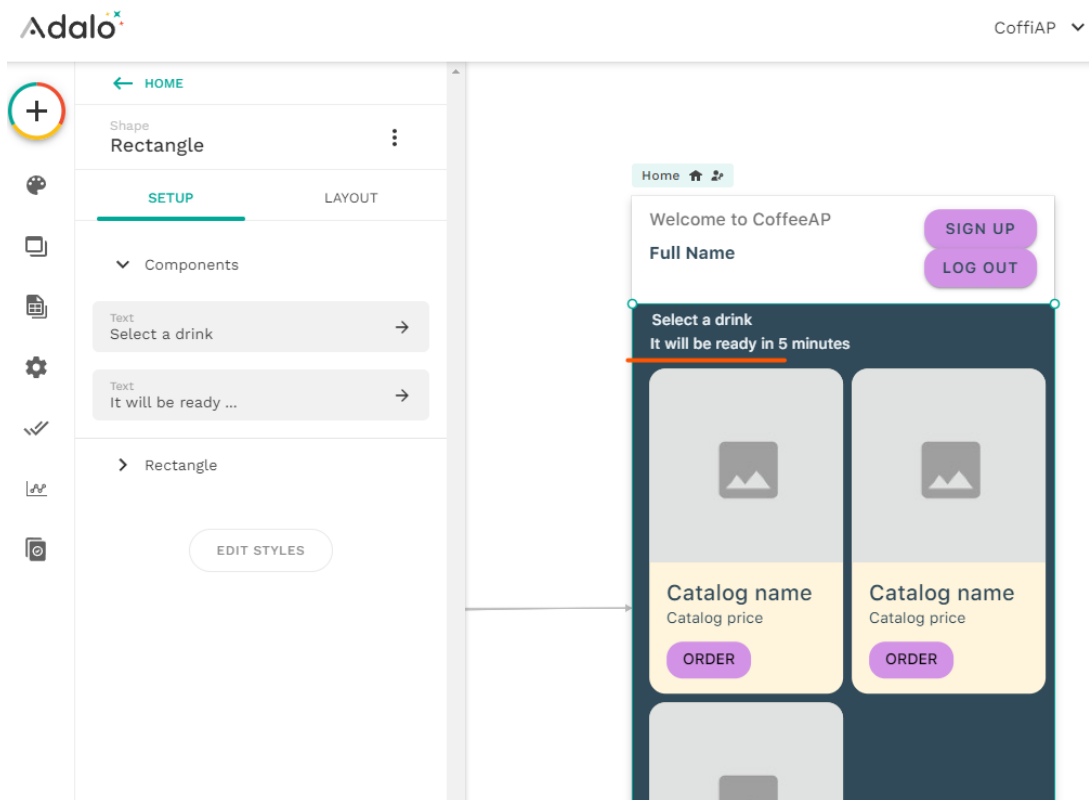 Adalo
CoffiAP
HOME
Shape
Rectangle
SETUP
LAYOUT
Components
Text
Select a drink
Text
It will be ready ...
Rectangle
EDIT STYLES
Home
Welcome to CoffeeAP
Full Name
SIGN UP
LOG OUT
Select a drink
It will be ready in 5 minutes
Catalog name
Catalog price
ORDER
Catalog name
Catalog price
ORDER